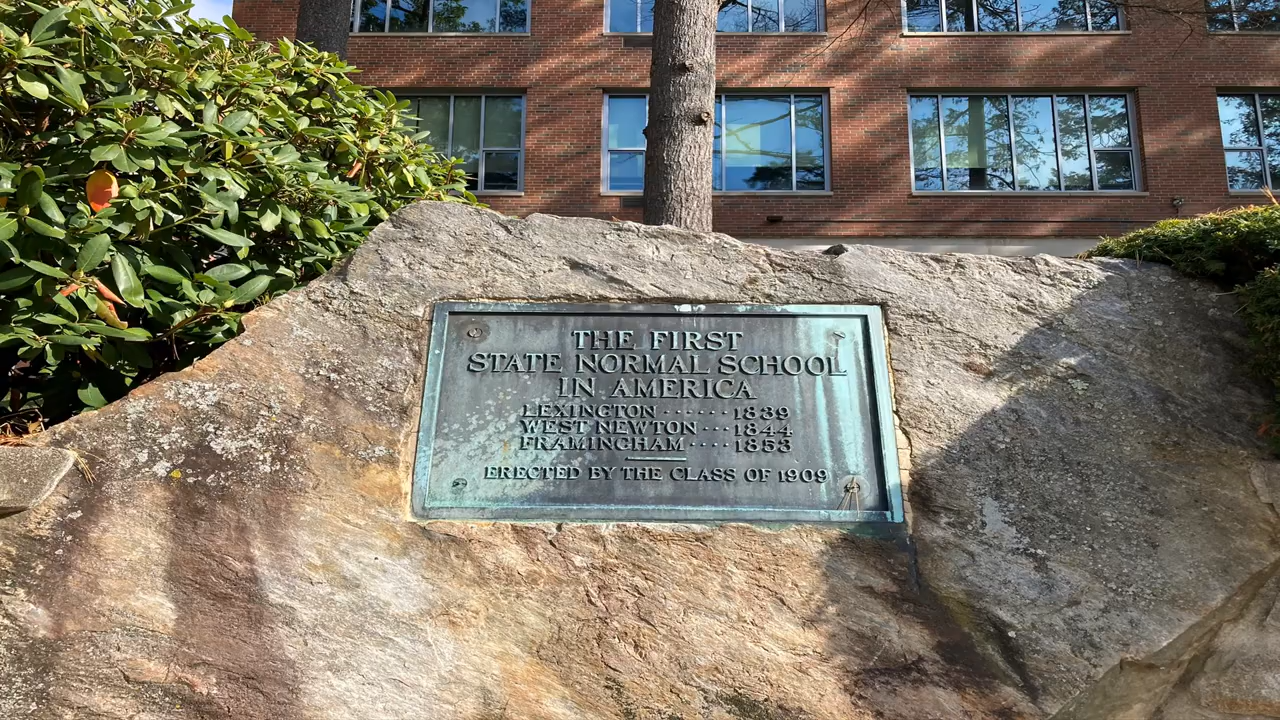 THE FIRST
STATE NORMAL SCHOOL
IN AMERICA
LEXINGTON ······ 1839
WEST NEWTON ··· 1844
FRAMINGHAM ···· 1853
ERECTED BY THE CLASS OF 1909